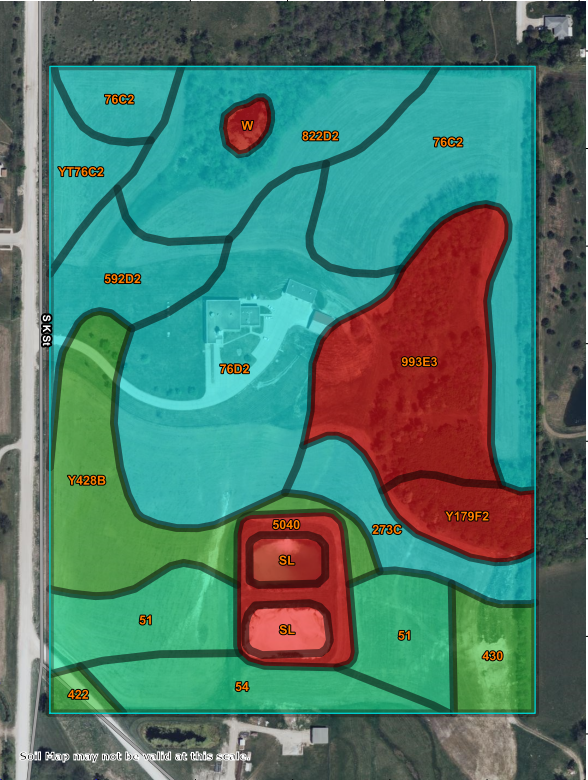 76C2
W
822D2
76C2
YT76C2
592D2
S K St
993E3
76D2
Y428B
Y179F2
5040
273C
SL
51
SL
51
430
54
422
Soil Map may not be valid at this scale.